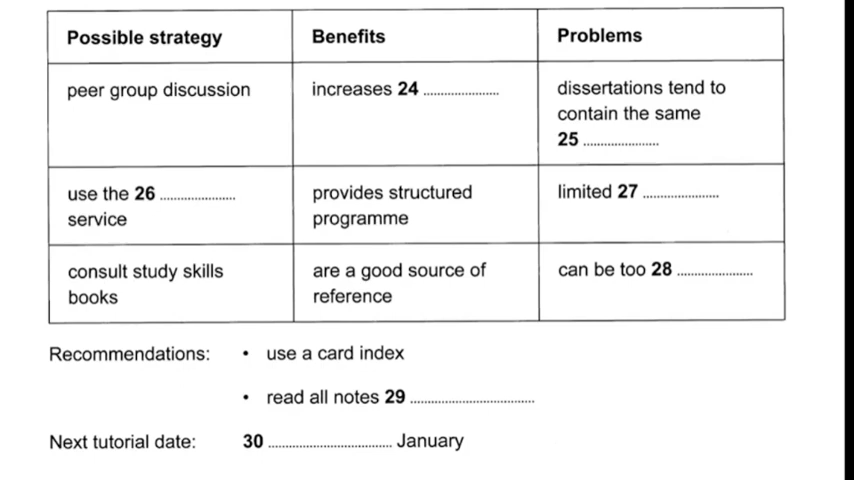 Possible strategy
Benefits
Problems
peer group discussion
increases 24 ......................
dissertations tend to
contain the same
25 ......................
use the 26 ......................
service
provides structured
programme
limited 27 ......................
consult study skills
books
are a good source of
reference
can be too 28 ......................
Recommendations: • use a card index
• read all notes 29 ....................................
Next tutorial date: 30 .................................... January